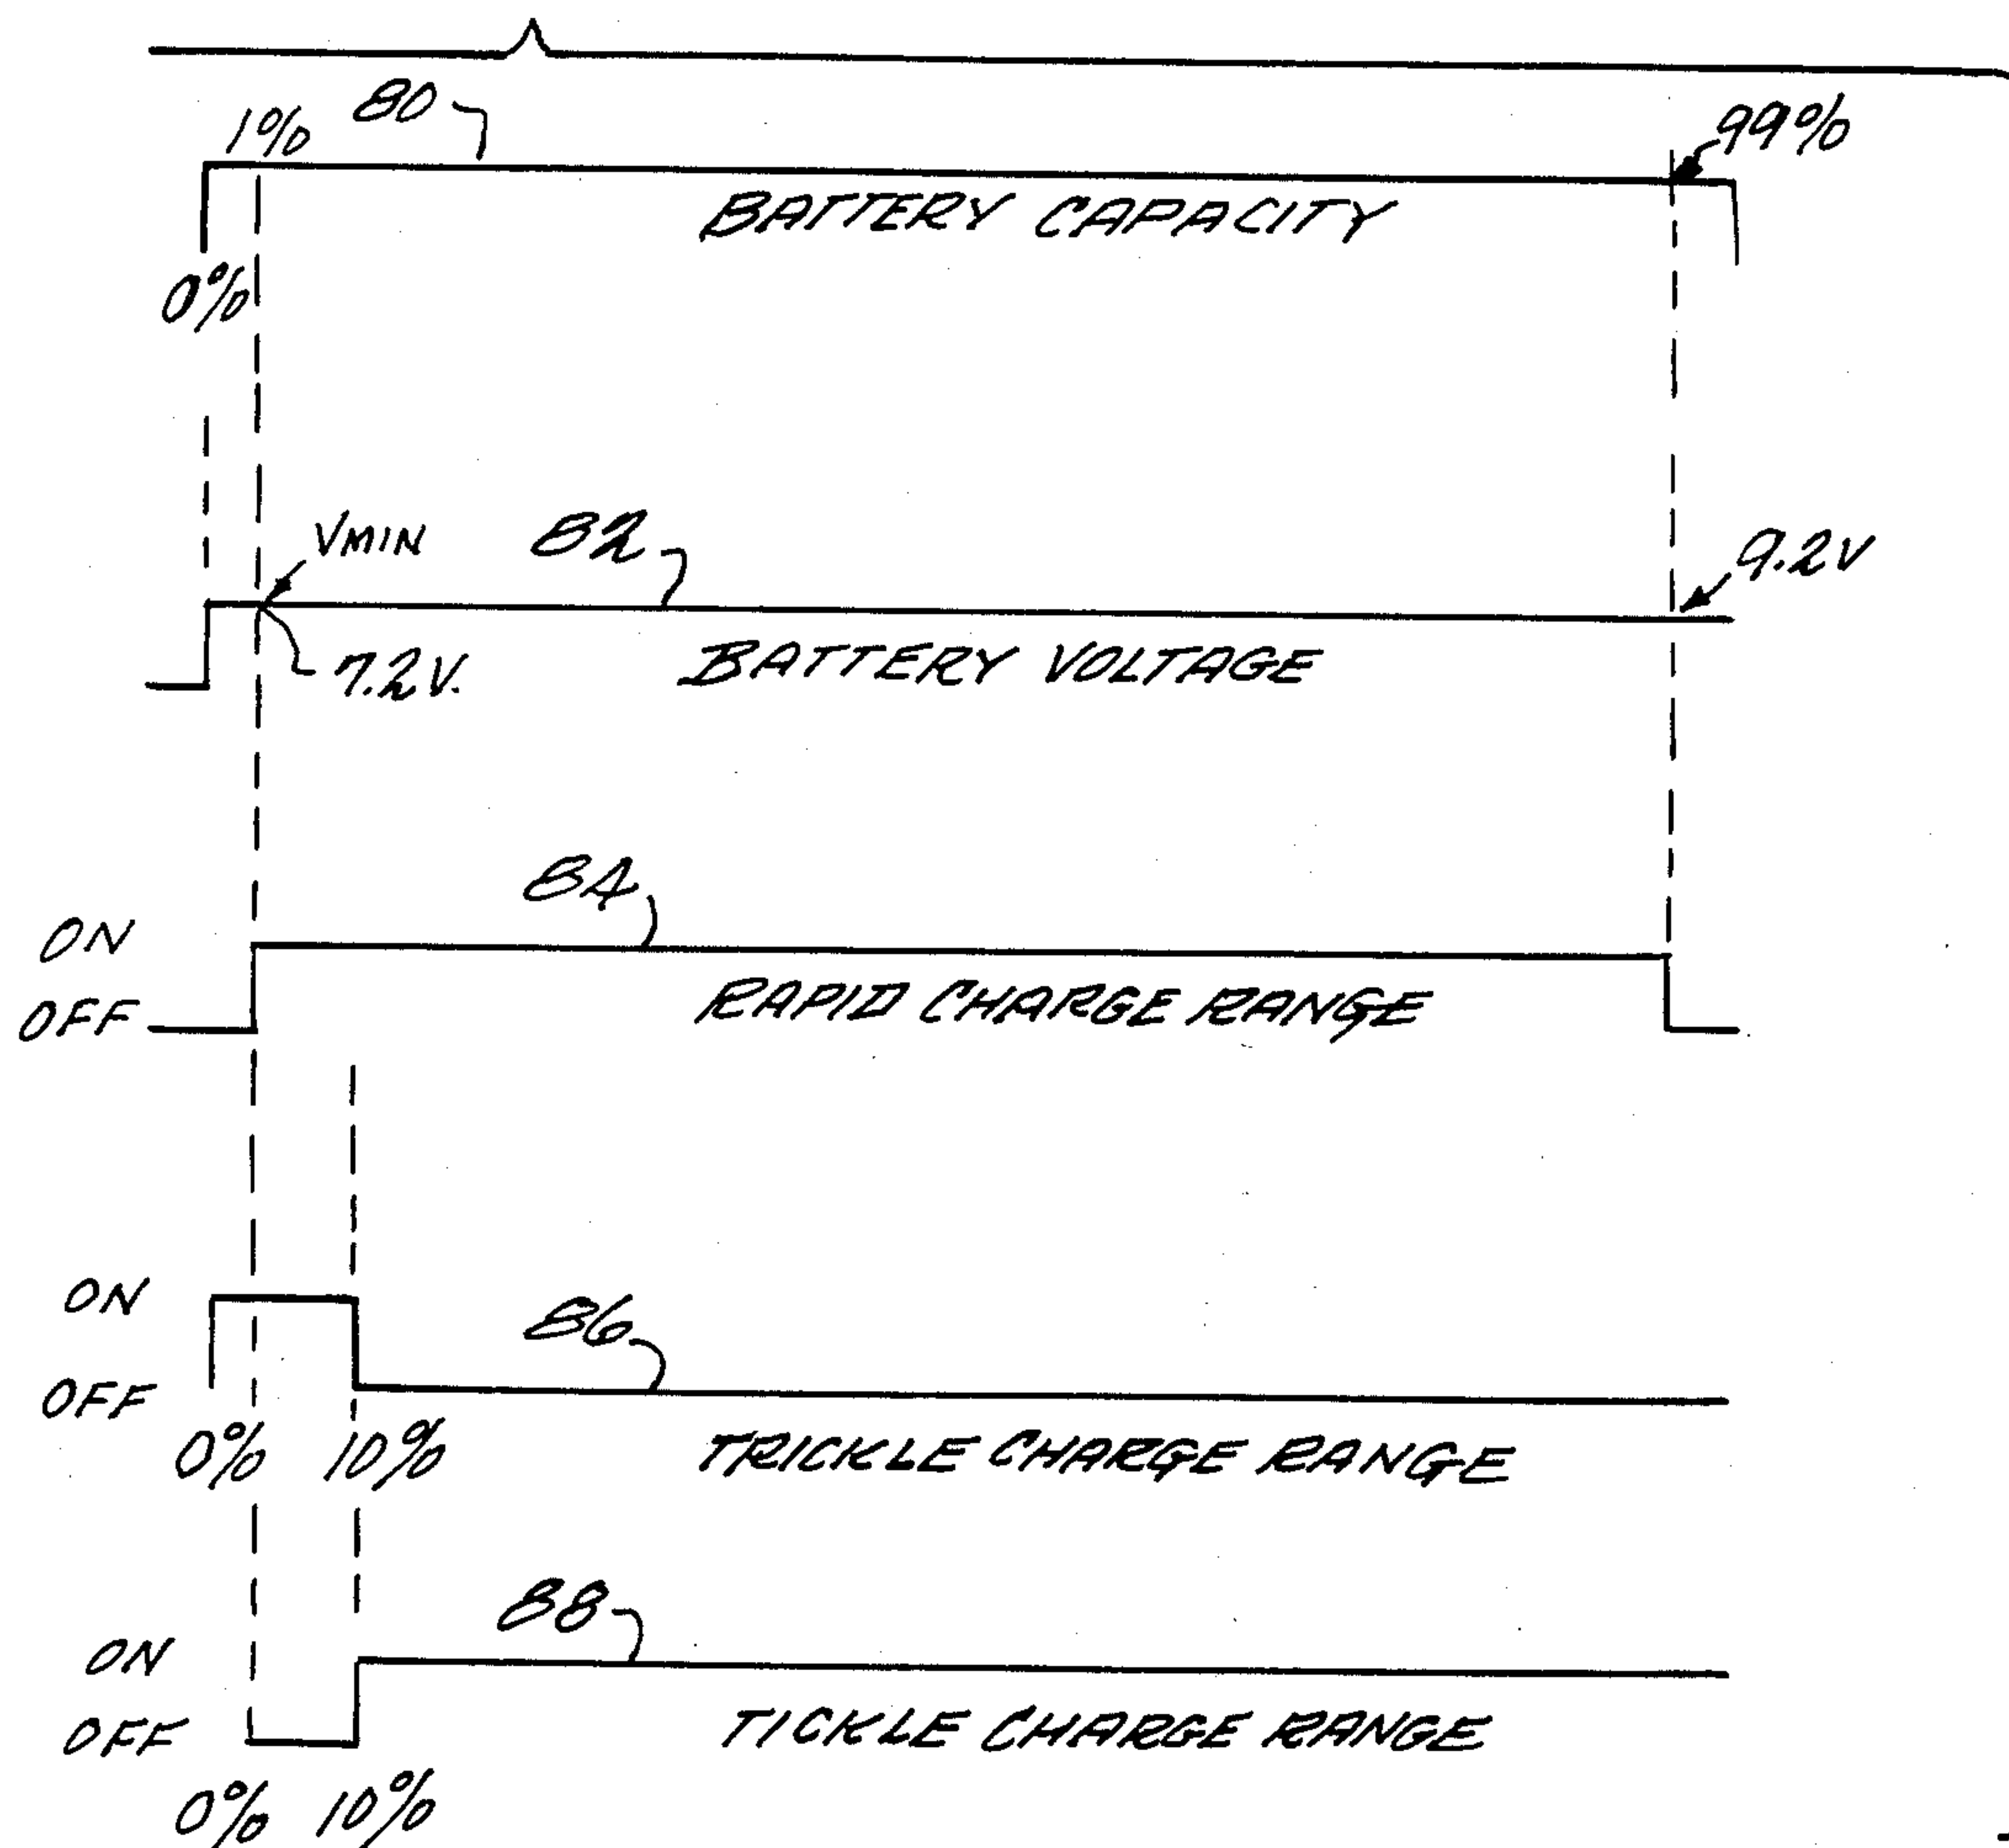 1% 80 99%
BATTERY CAPACITY
0%
VMIN 82 9.2V
7.2V. BATTERY VOLTAGE
84
ON
OFF RAPID CHARGE RANGE
ON 86
OFF
0% 10% TRICKLE CHARGE RANGE
88
ON
OFF TICKLE CHARGE RANGE
0% 10%